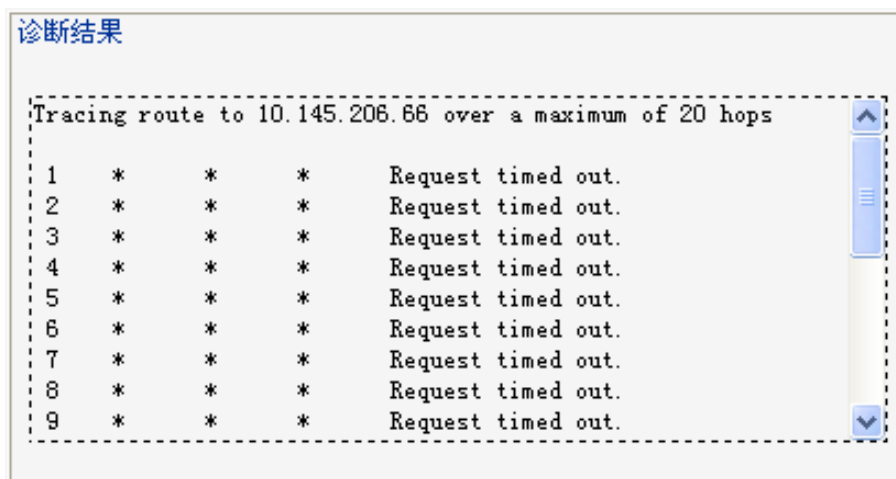 诊断结果
Tracing route to 10.145.206.66 over a maximum of 20 hops
1 * * * Request timed out.
2 * * * Request timed out.
3 * * * Request timed out.
4 * * * Request timed out.
5 * * * Request timed out.
6 * * * Request timed out.
7 * * * Request timed out.
8 * * * Request timed out.
9 * * * Request timed out.